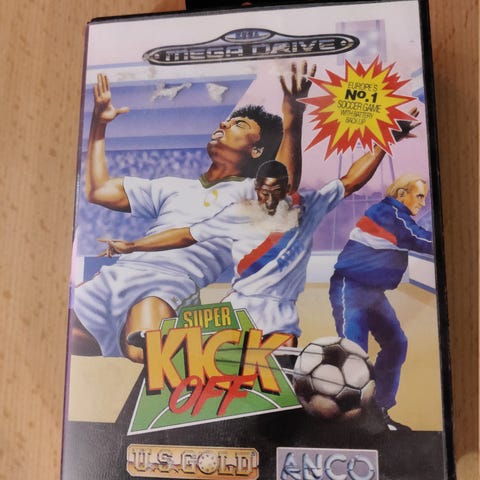 SEGA
MEGA DRIVE
EUROPE'S
No.1
SOCCER GAME
WITH BATTERY
BACK UP
SUPER
KICK
OFF
U.S. GOLD
ANCO